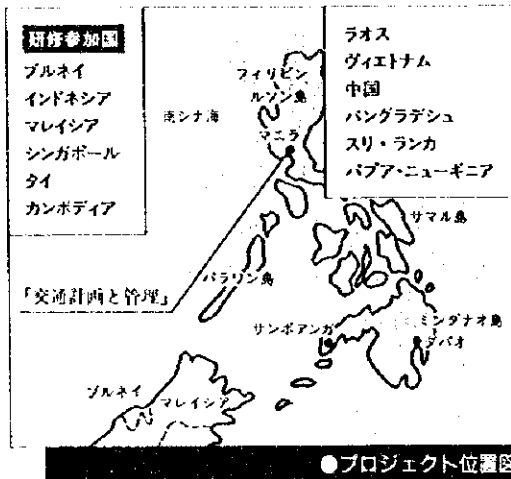 研修参加国
ブルネイ
インドネシア
マレイシア
シンガポール
タイ
カンボディア
ラオス
ヴィエトナム
中国
バングラデシュ
スリ・ランカ
パプア・ニューギニア
フィリピン
ルソン島
南シナ海
マニラ
サマル島
パラワン島
「交通計画と管理」
サンボアンガ
ミンダナオ島
ダバオ
ブルネイ
マレイシア
●プロジェクト位置図